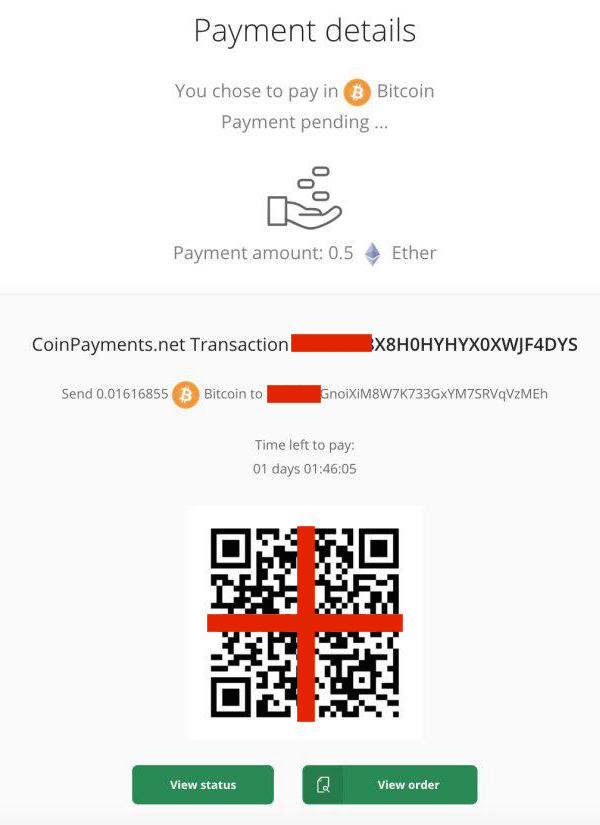 Payment details
You chose to pay in Bitcoin
Payment pending ...
Payment amount: 0.5 Ether
CoinPayments.net Transaction X8H0HYHYX0XWJF4DYS
Send 0.01616855 Bitcoin to GnoiXiM8W7K733GxYM7SRVqVzMEh
Time left to pay:
01 days 01:46:05
View status
View order